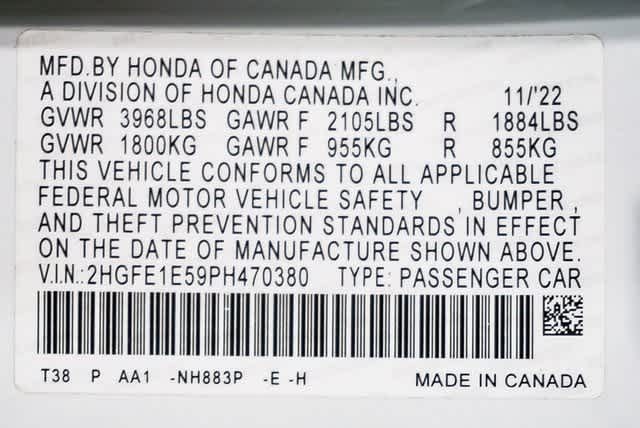 MFD.BY HONDA OF CANADA MFG.,
A DIVISION OF HONDA CANADA INC. 11/'22
GVWR 3968LBS GAWR F 2105LBS R 1884LBS
GVWR 1800KG GAWR F 955KG R 855KG
THIS VEHICLE CONFORMS TO ALL APPLICABLE
FEDERAL MOTOR VEHICLE SAFETY , BUMPER ,
AND THEFT PREVENTION STANDARDS IN EFFECT
ON THE DATE OF MANUFACTURE SHOWN ABOVE.
V.I.N.:2HGFE1E59PH470380 TYPE: PASSENGER CAR
T38 P AA1 -NH883P -E -H MADE IN CANADA